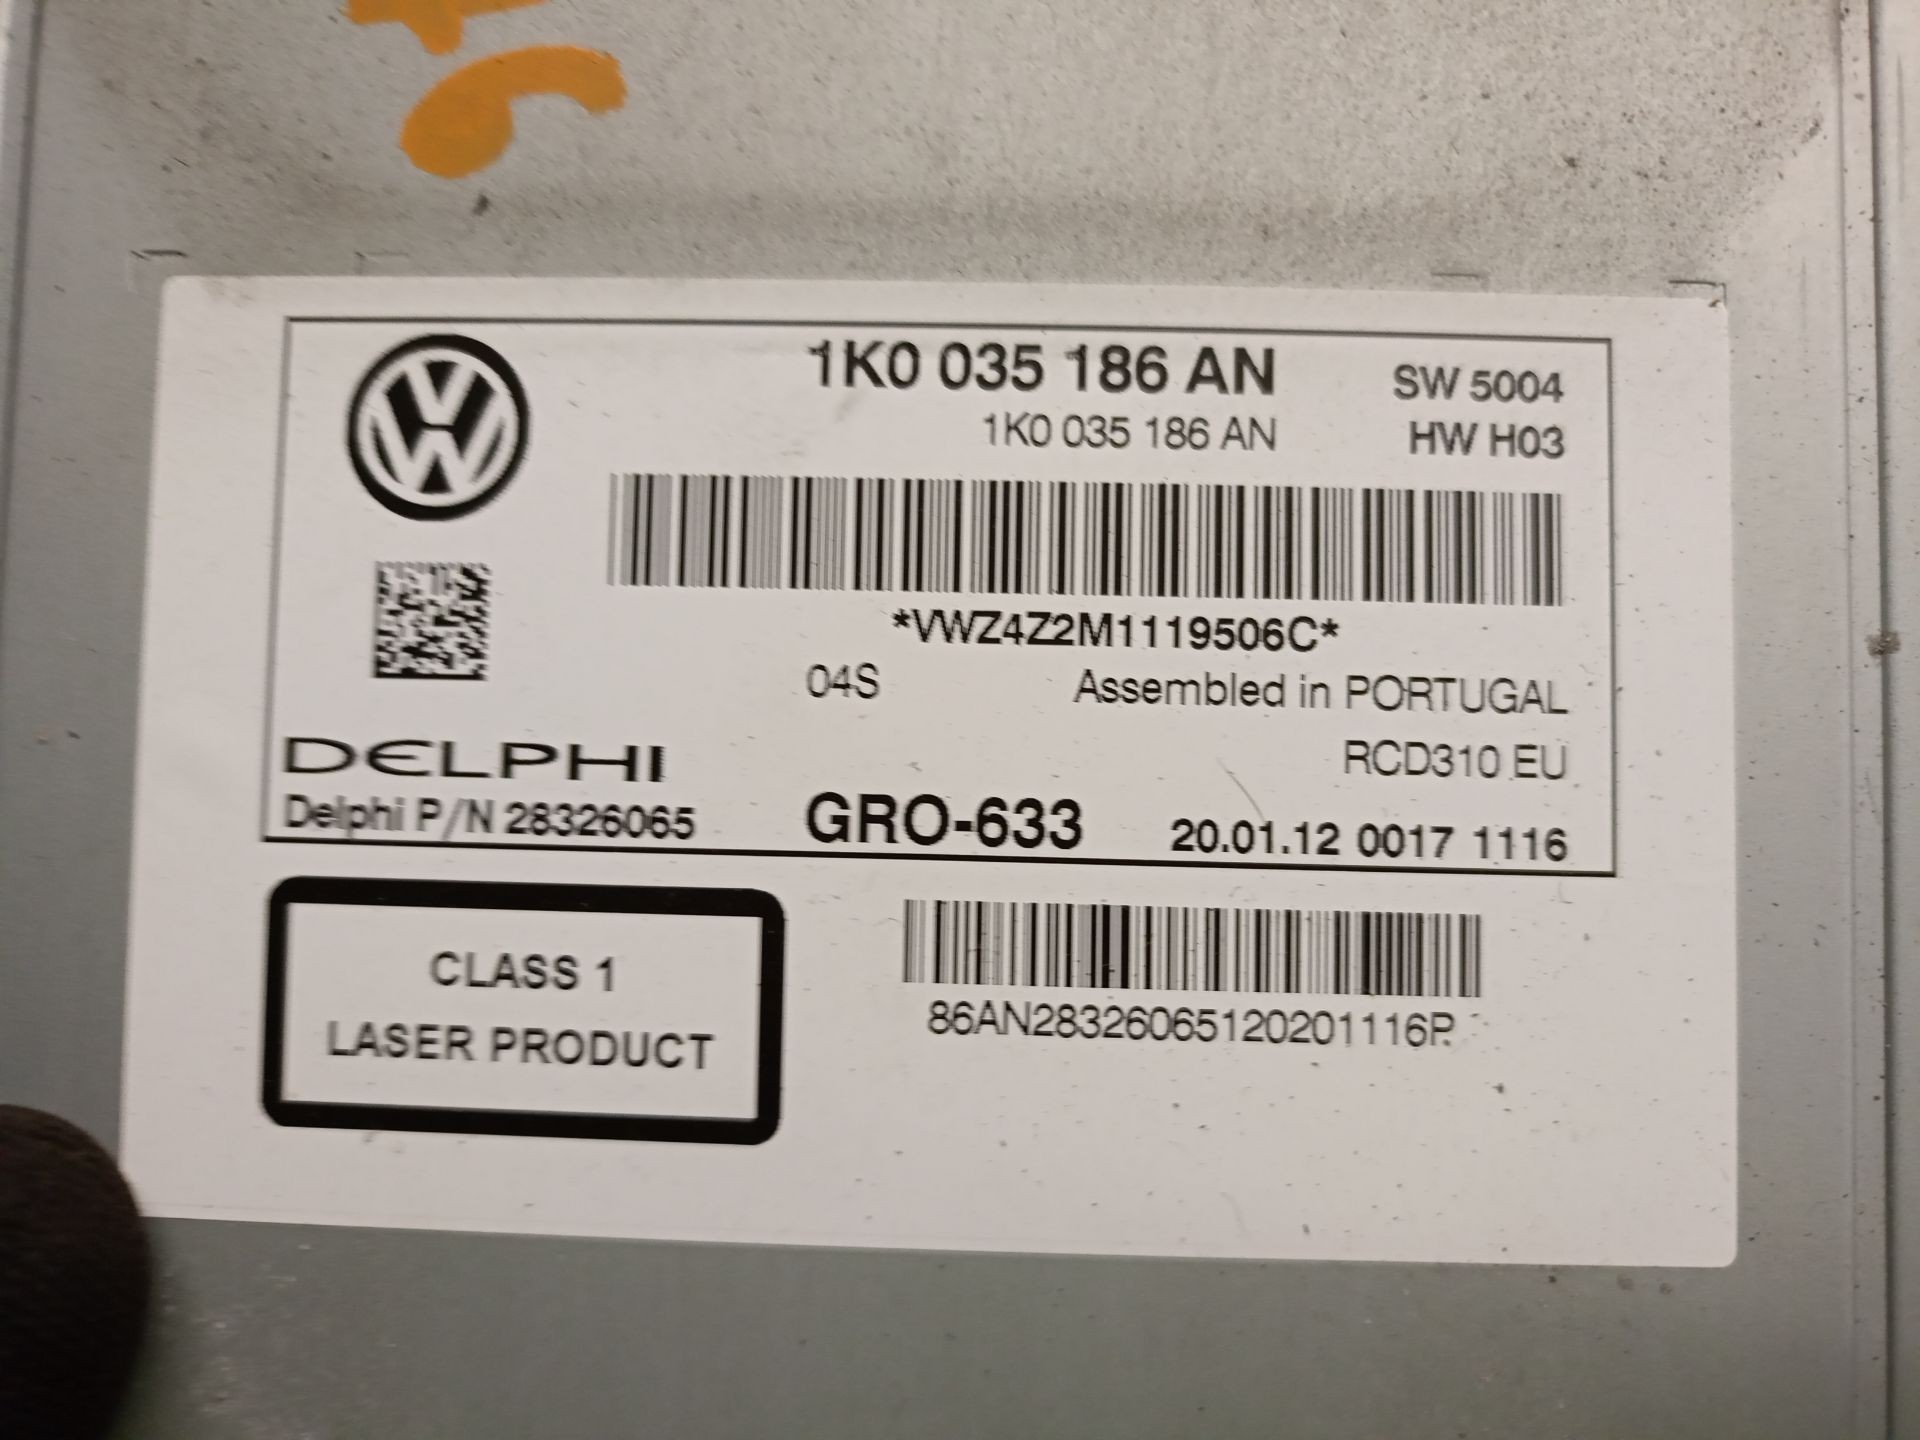 1K0 035 186 AN
SW 5004
1K0 035 186 AN
HW H03
*VWZ4Z2M1119506C*
04S
Assembled in PORTUGAL
DELPHI
RCD310 EU
Delphi P/N 28326065
GRO-633
20.01.12 0017 1116
CLASS 1
LASER PRODUCT
86AN28326065120201116P